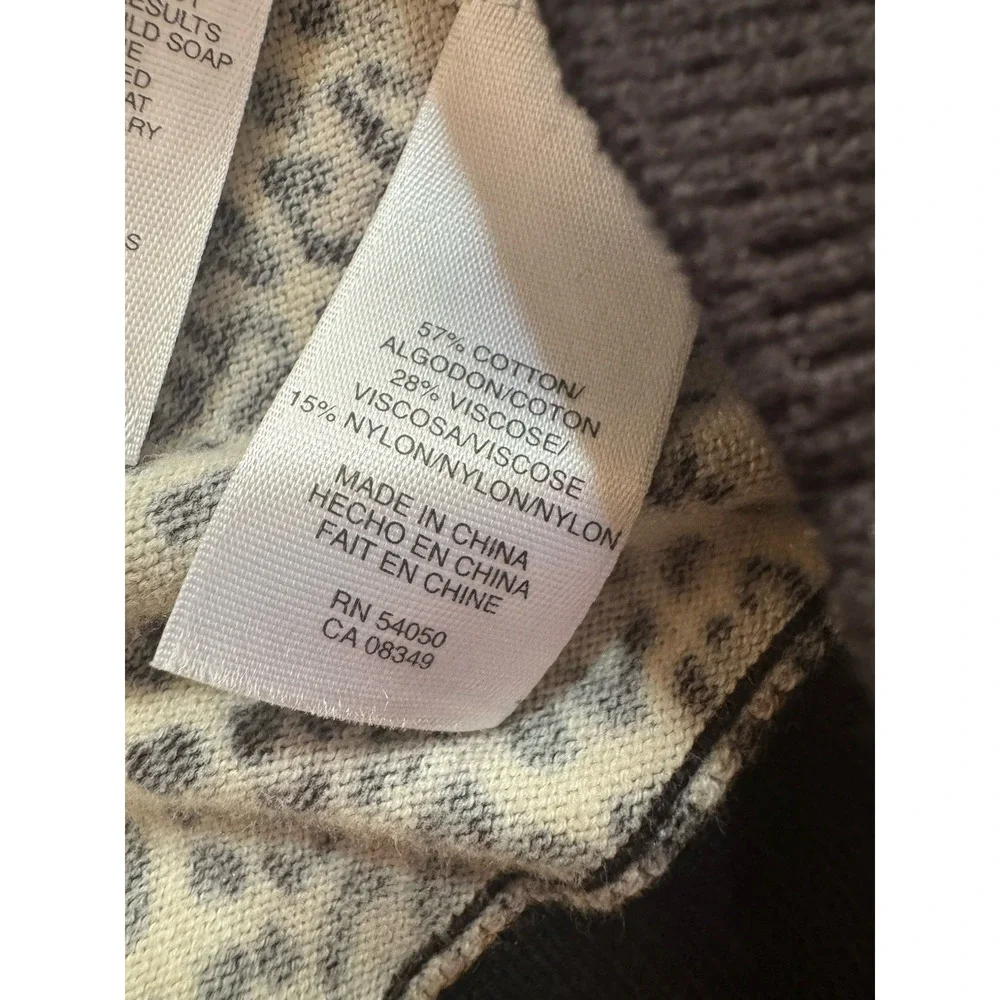 RESULTS
SOAP
ED
AT
RY
S
57% COTTON/
ALGODON/COTON
28% VISCOSE/
VISCOSA/VISCOSE
15% NYLON/NYLON/NYLON
MADE IN CHINA
HECHO EN CHINA
FAIT EN CHINE
RN 54050
CA 08349